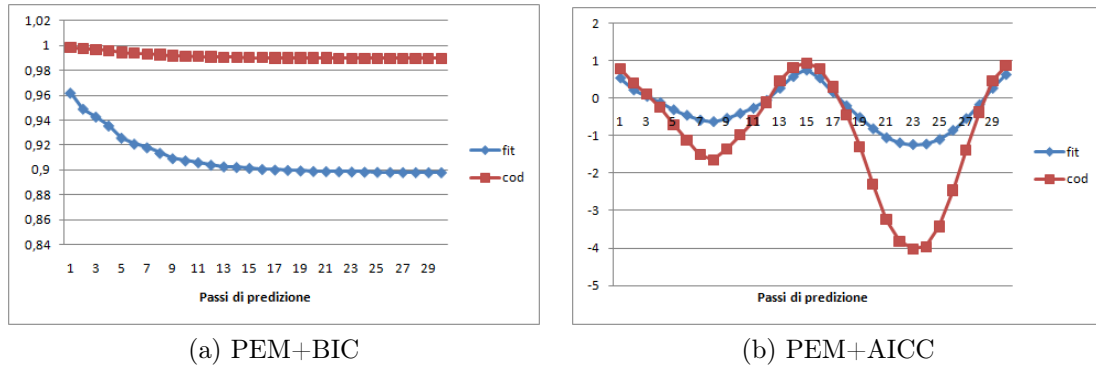 1,02
1
0,98
0,96
0,94
0,92
0,9
0,88
0,86
0,84
1 3 5 7 9 11 13 15 17 19 21 23 25 27 29
Passi di predizione
fit
cod
(a) PEM+BIC
2
1
0
-1
-2
-3
-4
-5
1 3 5 7 9 11 13 15 17 19 21 23 25 27 29
Passi di predizione
fit
cod
(b) PEM+AICC